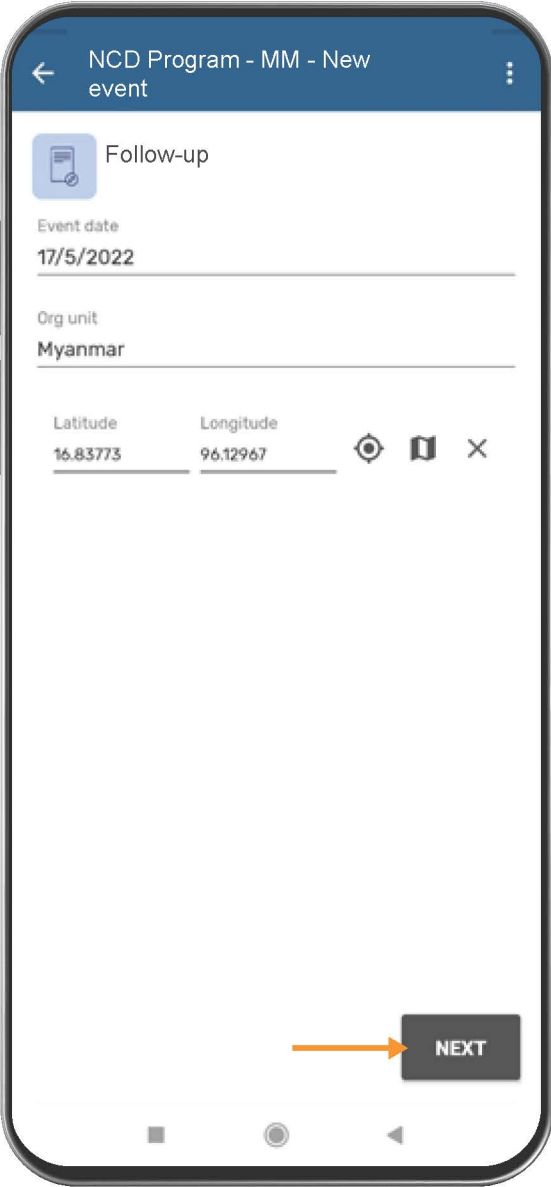 NCD Program - MM - New
event
Follow-up
Event date
17/5/2022
Org unit
Myanmar
Latitude Longitude
16.83773 96.12967
NEXT